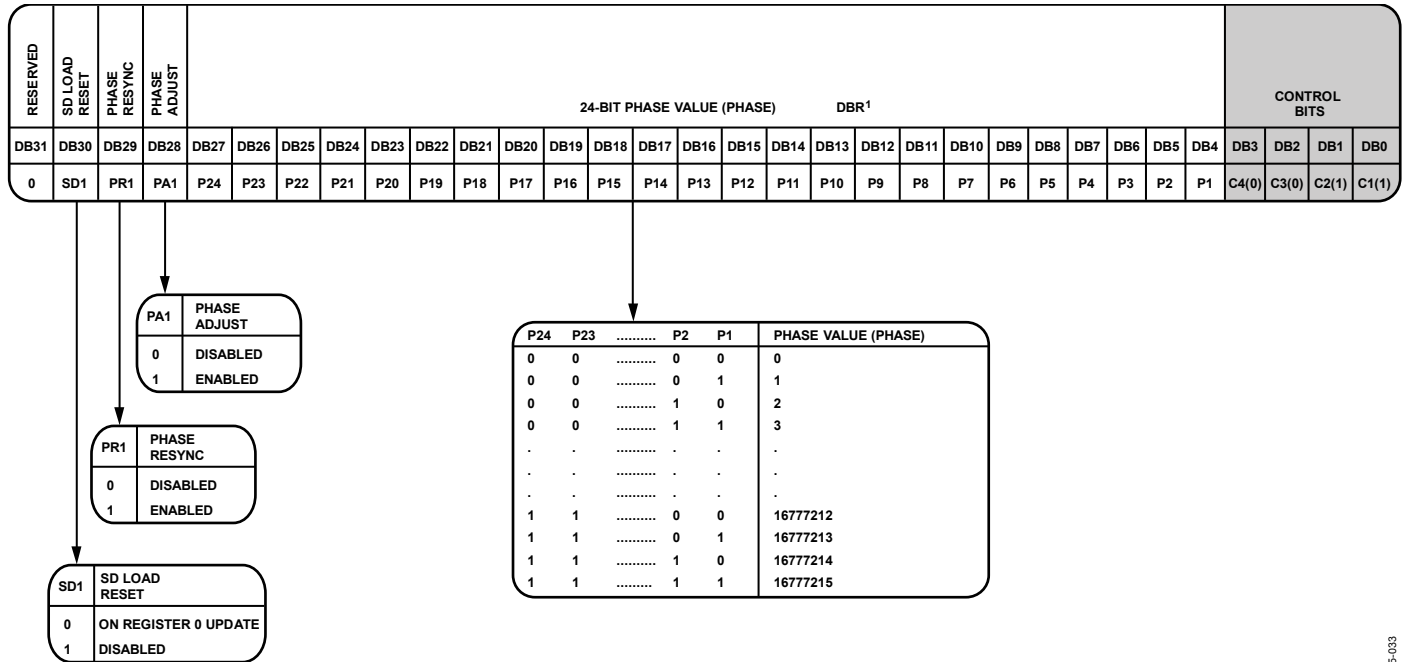 RESERVED
SD LOAD
RESET
PHASE
RESYNC
PHASE
ADJUST
24-BIT PHASE VALUE (PHASE) DBR1
CONTROL
BITS
DB31 DB30 DB29 DB28 DB27 DB26 DB25 DB24 DB23 DB22 DB21 DB20 DB19 DB18 DB17 DB16 DB15 DB14 DB13 DB12 DB11 DB10 DB9 DB8 DB7 DB6 DB5 DB4 DB3 DB2 DB1 DB0
0 SD1 PR1 PA1 P24 P23 P22 P21 P20 P19 P18 P17 P16 P15 P14 P13 P12 P11 P10 P9 P8 P7 P6 P5 P4 P3 P2 P1 C4(0) C3(0) C2(1) C1(1)
PA1 PHASE
ADJUST
0 DISABLED
1 ENABLED
PR1 PHASE
RESYNC
0 DISABLED
1 ENABLED
SD1 SD LOAD
RESET
0 ON REGISTER 0 UPDATE
1 DISABLED
P24 P23 .......... P2 P1 PHASE VALUE (PHASE)
0 0 .......... 0 0 0
0 0 .......... 0 1 1
0 0 .......... 1 0 2
0 0 .......... 1 1 3
. . .......... . . .
. . .......... . . .
. . .......... . . .
1 1 .......... 0 0 16777212
1 1 .......... 0 1 16777213
1 1 .......... 1 0 16777214
1 1 ......... 1 1 16777215